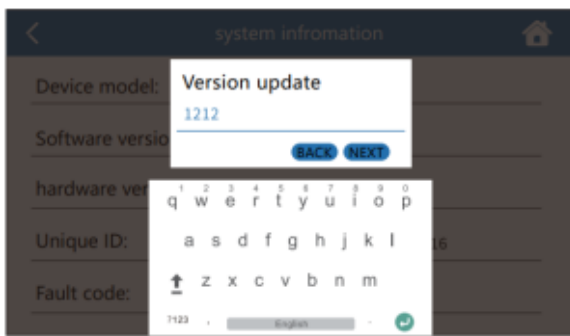 system infromation
Device model:
Version update
1212
Software versio
BACK NEXT
hardware ver
1 2 3 4 5 6 7 8 9 0
q w e r t y u i o p
Unique ID:
16
a s d f g h j k l
z x c v b n m
Fault code:
?123 , English .